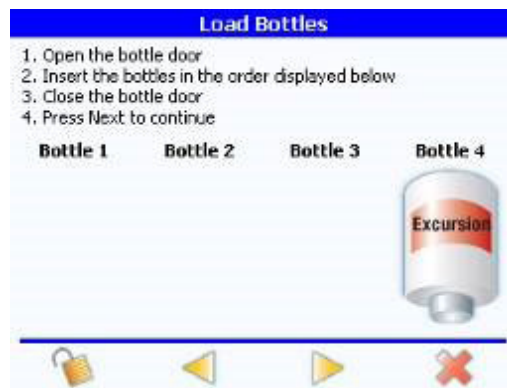 Load Bottles
1. Open the bottle door
2. Insert the bottles in the order displayed below
3. Close the bottle door
4. Press Next to continue
Bottle 1 Bottle 2 Bottle 3 Bottle 4
Excursion